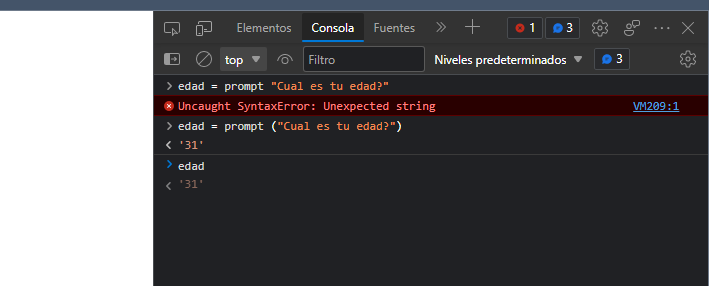 Elementos Consola Fuentes » + 1 3
top Filtro Niveles predeterminados 3
> edad = prompt "Cual es tu edad?"
Uncaught SyntaxError: Unexpected string VM209:1
> edad = prompt ("Cual es tu edad?")
< '31'
> edad
< '31'